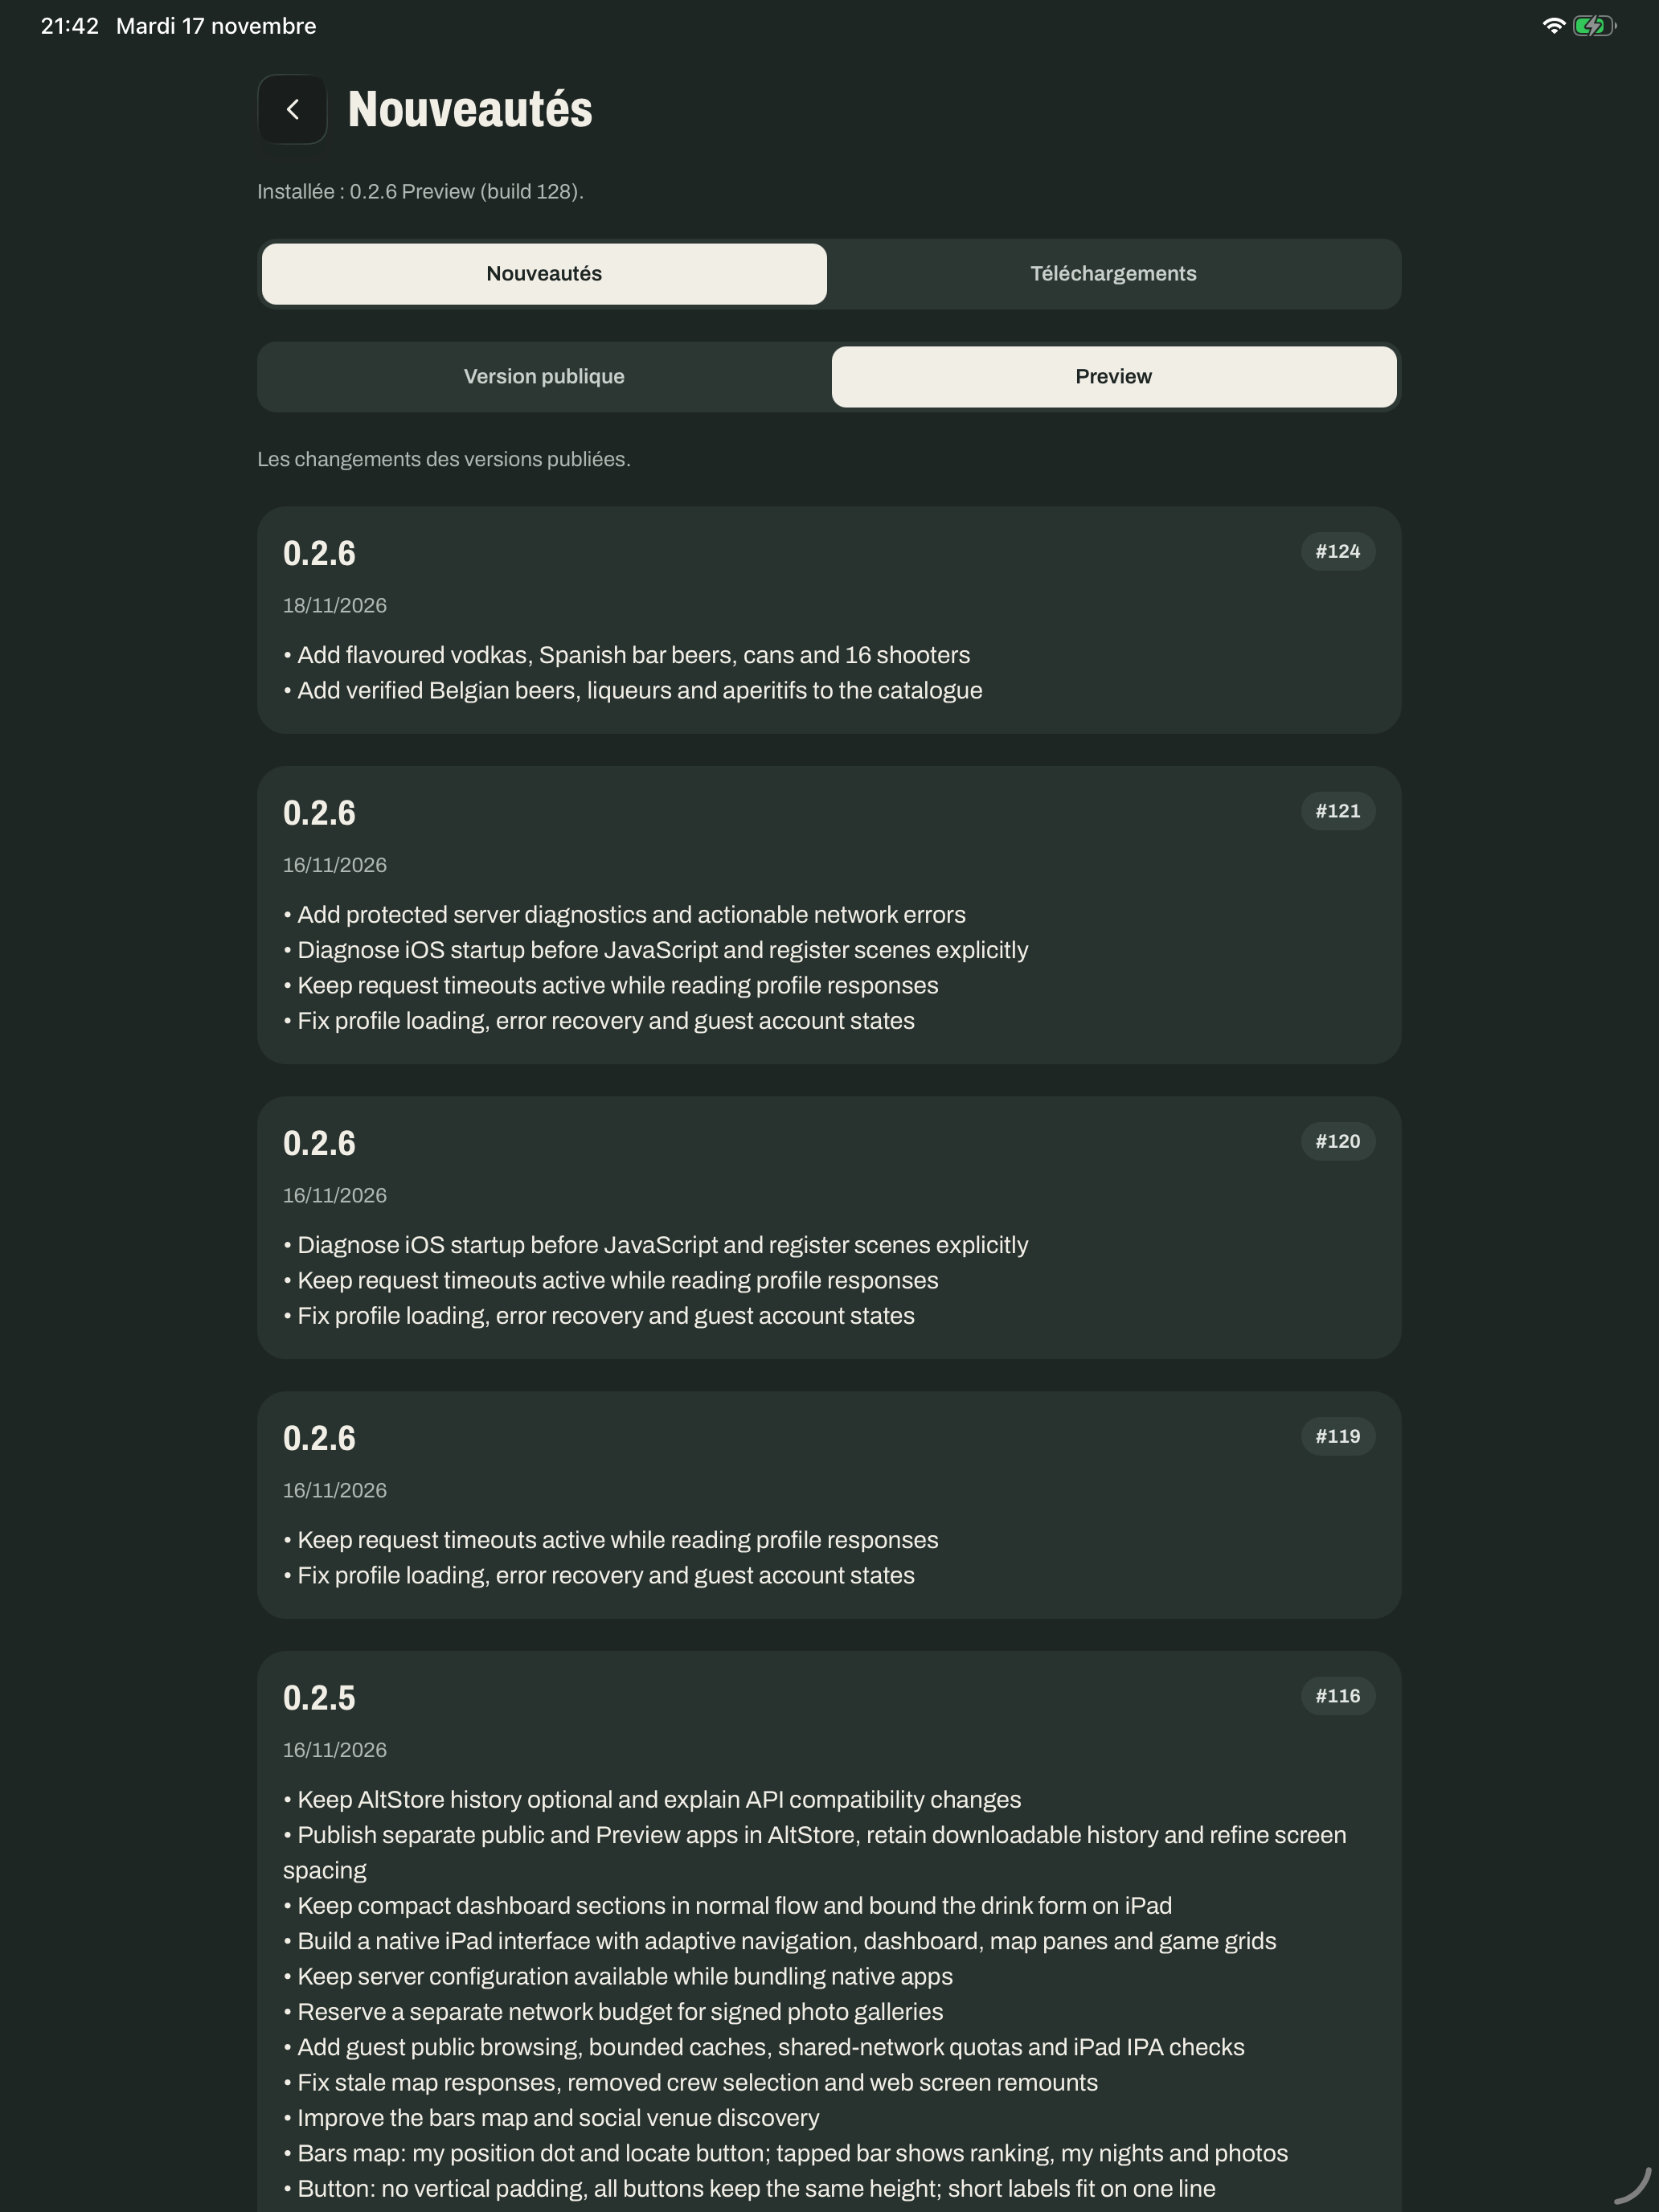 21:42 Mardi 17 novembre
Nouveautés
Installée : 0.2.6 Preview (build 128).
Nouveautés
Téléchargements
Version publique
Preview
Les changements des versions publiées.
0.2.6
#124
18/11/2026
• Add flavoured vodkas, Spanish bar beers, cans and 16 shooters
• Add verified Belgian beers, liqueurs and aperitifs to the catalogue
0.2.6
#121
16/11/2026
• Add protected server diagnostics and actionable network errors
• Diagnose iOS startup before JavaScript and register scenes explicitly
• Keep request timeouts active while reading profile responses
• Fix profile loading, error recovery and guest account states
0.2.6
#120
16/11/2026
• Diagnose iOS startup before JavaScript and register scenes explicitly
• Keep request timeouts active while reading profile responses
• Fix profile loading, error recovery and guest account states
0.2.6
#119
16/11/2026
• Keep request timeouts active while reading profile responses
• Fix profile loading, error recovery and guest account states
0.2.5
#116
16/11/2026
• Keep AltStore history optional and explain API compatibility changes
• Publish separate public and Preview apps in AltStore, retain downloadable history and refine screen
spacing
• Keep compact dashboard sections in normal flow and bound the drink form on iPad
• Build a native iPad interface with adaptive navigation, dashboard, map panes and game grids
• Keep server configuration available while bundling native apps
• Reserve a separate network budget for signed photo galleries
• Add guest public browsing, bounded caches, shared-network quotas and iPad IPA checks
• Fix stale map responses, removed crew selection and web screen remounts
• Improve the bars map and social venue discovery
• Bars map: my position dot and locate button; tapped bar shows ranking, my nights and photos
• Button: no vertical padding, all buttons keep the same height; short labels fit on one line